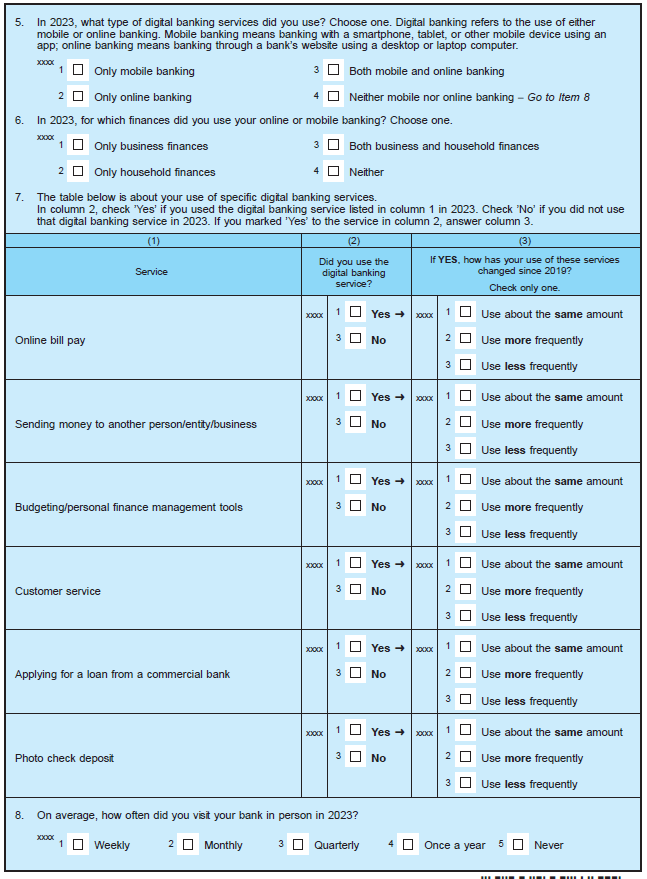 5. In 2023, what type of digital banking services did you use? Choose one. Digital banking refers to the use of either
mobile or online banking. Mobile banking means banking with a smartphone, tablet, or other mobile device using an
app; online banking means banking through a bank's website using a desktop or laptop computer.
xxxx 1 Only mobile banking 3 Both mobile and online banking
2 Only online banking 4 Neither mobile nor online banking – Go to Item 8
6. In 2023, for which finances did you use your online or mobile banking? Choose one.
xxxx 1 Only business finances 3 Both business and household finances
2 Only household finances 4 Neither
7. The table below is about your use of specific digital banking services.
In column 2, check 'Yes' if you used the digital banking service listed in column 1 in 2023. Check 'No' if you did not use
that digital banking service in 2023. If you marked 'Yes' to the service in column 2, answer column 3.
(1) (2) (3)
Service
Did you use the
digital banking
service?
If YES, how has your use of these services
changed since 2019?
Check only one.
Online bill pay
xxxx 1 Yes → xxxx 1 Use about the same amount
3 No 2 Use more frequently
3 Use less frequently
Sending money to another person/entity/business
xxxx 1 Yes → xxxx 1 Use about the same amount
3 No 2 Use more frequently
3 Use less frequently
Budgeting/personal finance management tools
xxxx 1 Yes → xxxx 1 Use about the same amount
3 No 2 Use more frequently
3 Use less frequently
Customer service
xxxx 1 Yes → xxxx 1 Use about the same amount
3 No 2 Use more frequently
3 Use less frequently
Applying for a loan from a commercial bank
xxxx 1 Yes → xxxx 1 Use about the same amount
3 No 2 Use more frequently
3 Use less frequently
Photo check deposit
xxxx 1 Yes → xxxx 1 Use about the same amount
3 No 2 Use more frequently
3 Use less frequently
8. On average, how often did you visit your bank in person in 2023?
xxxx 1 Weekly 2 Monthly 3 Quarterly 4 Once a year 5 Never